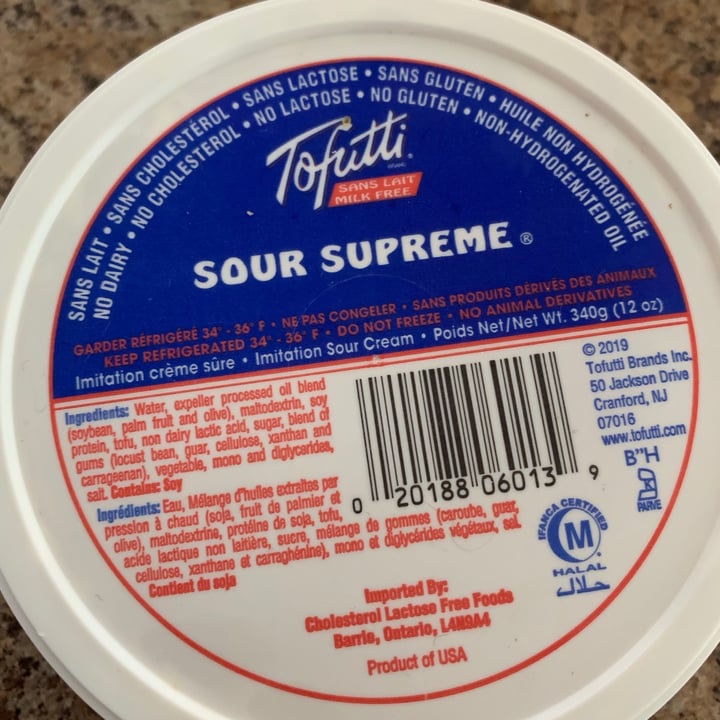 SANS LAIT • SANS CHOLESTÉROL • SANS LACTOSE • SANS GLUTEN • HUILE NON HYDROGÉNÉE
NO DAIRY • NO CHOLESTEROL • NO LACTOSE • NO GLUTEN • NON-HYDROGENATED OIL
Tofutti
SANS LAIT
MILK FREE
SOUR SUPREME®
GARDER RÉFRIGÉRÉ 34° - 36° F • NE PAS CONGELER • SANS PRODUITS DÉRIVÉS DES ANIMAUX
KEEP REFRIGERATED 34° - 36° F • DO NOT FREEZE • NO ANIMAL DERIVATIVES
Imitation crème sûre • Imitation Sour Cream • Poids Net/Net Wt. 340g (12 oz)
Ingredients: Water, expeller processed oil blend
(soybean, palm fruit and olive), maltodextrin, soy
protein, tofu, non dairy lactic acid, sugar, blend of
gums (locust bean, guar, cellulose, xanthan and
carrageenan), vegetable, mono and diglycerides,
salt. Contains: Soy
Ingrédients: Eau, Mélange d'huiles extraites par
pression à chaud (soja, fruit de palmier et
olive), maltodextrine, protéine de soja, tofu,
acide lactique non laitière, sucre, mélange de gommes (caroube, guar,
cellulose, xanthane et carraghénine), mono et diglycérides végétaux, sel.
Contient du soja
0 20188 06013 9
© 2019
Tofutti Brands Inc.
50 Jackson Drive
Cranford, NJ
07016
www.tofutti.com
B"H
K
PARVE
IFANCA CERTIFIED
M
HALAL
حلال
Imported By:
Cholesterol Lactose Free Foods
Barrie, Ontario, L4N9A4
Product of USA